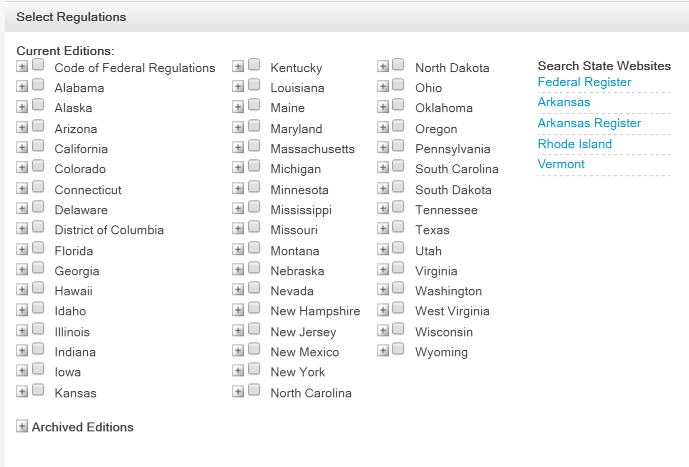 Select Regulations
Current Editions:
Code of Federal Regulations
Alabama
Alaska
Arizona
California
Colorado
Connecticut
Delaware
District of Columbia
Florida
Georgia
Hawaii
Idaho
Illinois
Indiana
Iowa
Kansas
Kentucky
Louisiana
Maine
Maryland
Massachusetts
Michigan
Minnesota
Mississippi
Missouri
Montana
Nebraska
Nevada
New Hampshire
New Jersey
New Mexico
New York
North Carolina
North Dakota
Ohio
Oklahoma
Oregon
Pennsylvania
South Carolina
South Dakota
Tennessee
Texas
Utah
Virginia
Washington
West Virginia
Wisconsin
Wyoming
Search State Websites
Federal Register
Arkansas
Arkansas Register
Rhode Island
Vermont
Archived Editions